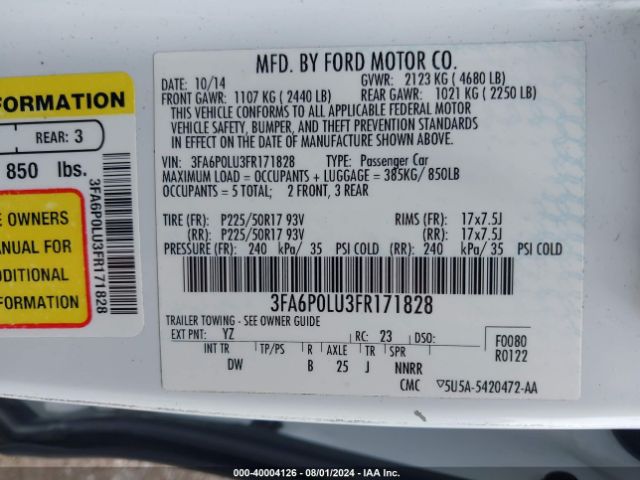 FORMATION
REAR: 3
850 lbs.
E OWNERS
ANUAL FOR
DDITIONAL
FORMATION
3FA6P0LU3FR171828
MFD. BY FORD MOTOR CO.
DATE: 10/14 GVWR: 2123 KG ( 4680 LB)
FRONT GAWR: 1107 KG ( 2440 LB) REAR GAWR: 1021 KG ( 2250 LB)
THIS VEHICLE CONFORMS TO ALL APPLICABLE FEDERAL MOTOR
VEHICLE SAFETY, BUMPER, AND THEFT PREVENTION STANDARDS
IN EFFECT ON THE DATE OF MANUFACTURE SHOWN ABOVE.
VIN: 3FA6P0LU3FR171828 TYPE: Passenger Car
MAXIMUM LOAD = OCCUPANTS + LUGGAGE = 385KG/ 850LB
OCCUPANTS = 5 TOTAL; 2 FRONT, 3 REAR
TIRE (FR): P225/50R17 93V RIMS (FR): 17x7.5J
(RR): P225/50R17 93V (RR): 17x7.5J
PRESSURE (FR): 240 kPa/ 35 PSI COLD (RR): 240 kPa/ 35 PSI COLD
3FA6P0LU3FR171828
TRAILER TOWING - SEE OWNER GUIDE
EXT PNT: YZ RC: 23 DSO: F0080
R0122
INT TR TP/PS R AXLE TR SPR
DW B 25 J NNRR
CMC ▽5U5A-5420472-AA
000-40004126 - 08/01/2024 - IAA Inc.